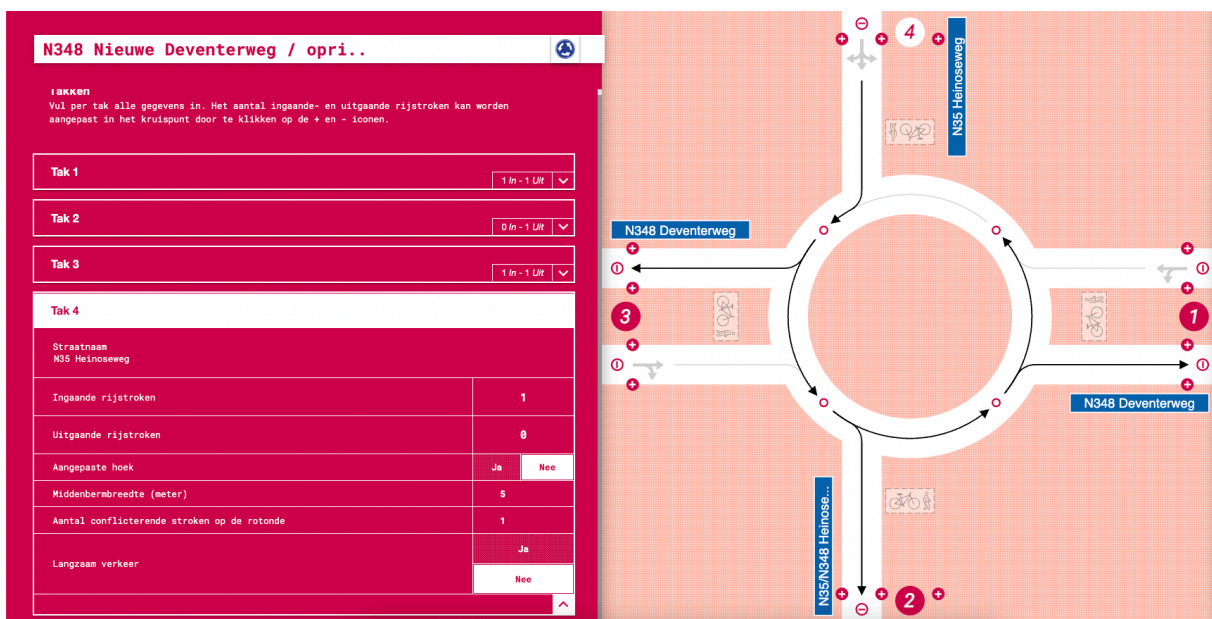 N348 Nieuwe Deventerweg / opri..
Takken
Vul per tak alle gegevens in. Het aantal ingaande- en uitgaande rijstroken kan worden
aangepast in het kruispunt door te klikken op de + en - iconen.
Tak 1
1 In - 1 Uit
Tak 2
0 In - 1 Uit
Tak 3
1 In - 1 Uit
Tak 4
Straatnaam
N35 Heinoseweg
Ingaande rijstroken
1
Uitgaande rijstroken
0
Aangepaste hoek
Ja
Nee
Middenbermbreedte (meter)
5
Aantal conflicterende stroken op de rotonde
1
Langzaam verkeer
Ja
Nee
4
N35 Heinoseweg
N348 Deventerweg
3
1
N348 Deventerweg
N35/N348 Heinose...
2